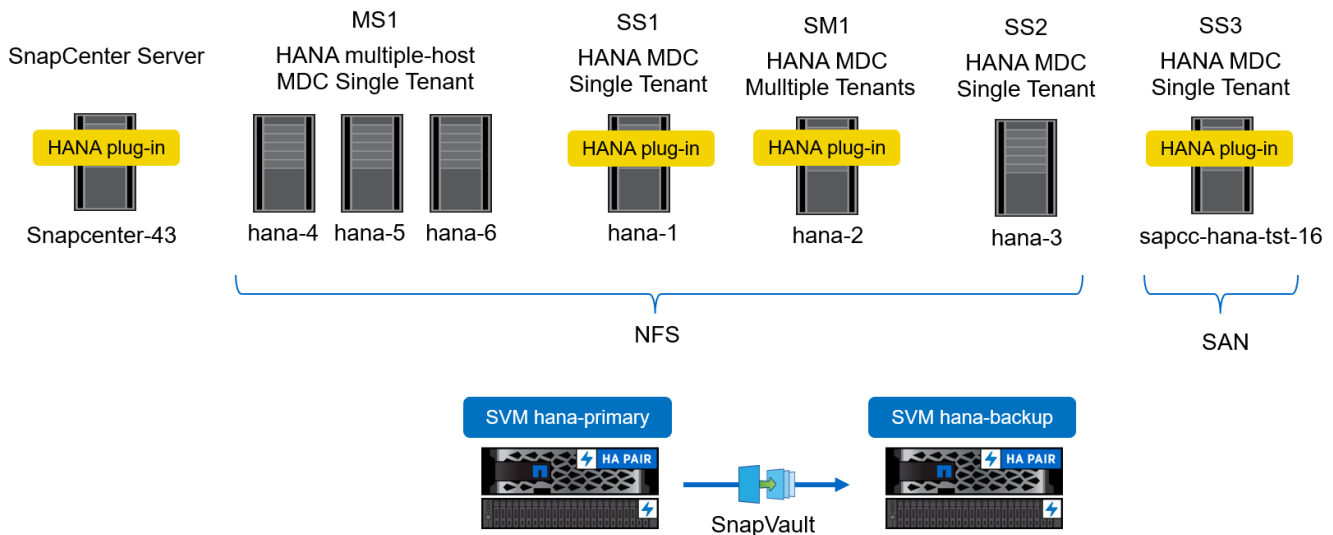 SnapCenter Server
MS1
HANA multiple-host
MDC Single Tenant
SS1
HANA MDC
Single Tenant
SM1
HANA MDC
Mulltiple Tenants
SS2
HANA MDC
Single Tenant
SS3
HANA MDC
Single Tenant
HANA plug-in
HANA plug-in
HANA plug-in
HANA plug-in
Snapcenter-43
hana-4
hana-5
hana-6
hana-1
hana-2
hana-3
sapcc-hana-tst-16
NFS
SAN
SVM hana-primary
SVM hana-backup
HA PAIR
HA PAIR
SnapVault